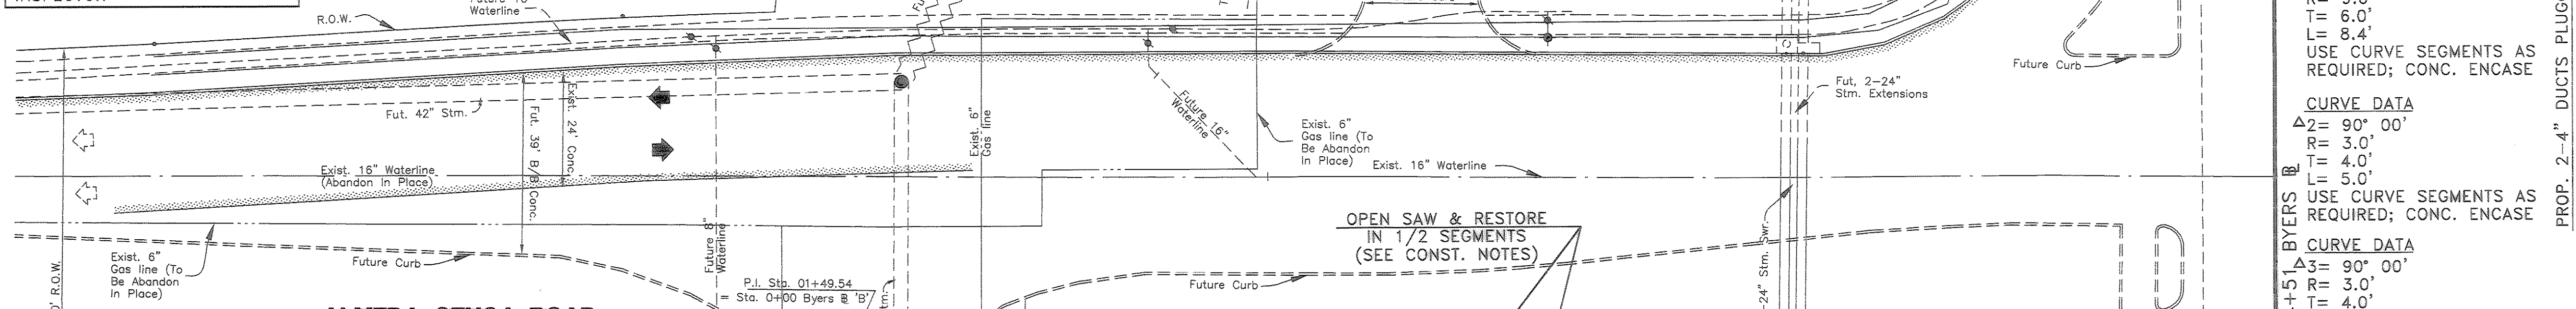 Waterline
R.O.W.
Fut. 42" Stm.
Exist. 24' Conc.
Fut. 39' B/B Conc.
Exist. 16" Waterline
(Abandon In Place)
Exist. 6"
Gas line (To
Be Abandon
In Place)
Future Curb
R.O.W.
Future 8"
Waterline
P.I. Sta. 01+49.54
= Sta. 0+00 Byers B 'B'
Exist. 6"
Gas line
Future 16"
Waterline
Exist. 6"
Gas line (To
Be Abandon
In Place)
Exist. 16" Waterline
OPEN SAW & RESTORE
IN 1/2 SEGMENTS
(SEE CONST. NOTES)
Future Curb
-24" Stm. Swr.
Fut, 2-24"
Stm. Extensions
Future Curb
T= 6.0'
L= 8.4'
USE CURVE SEGMENTS AS
REQUIRED; CONC. ENCASE
CURVE DATA
Δ2= 90° 00'
R= 3.0'
T= 4.0'
L= 5.0'
USE CURVE SEGMENTS AS
REQUIRED; CONC. ENCASE
CURVE DATA
Δ3= 90° 00'
R= 3.0'
T= 4.0'
+51 BYERS B
PROP. 2-4" DUCTS PLUG